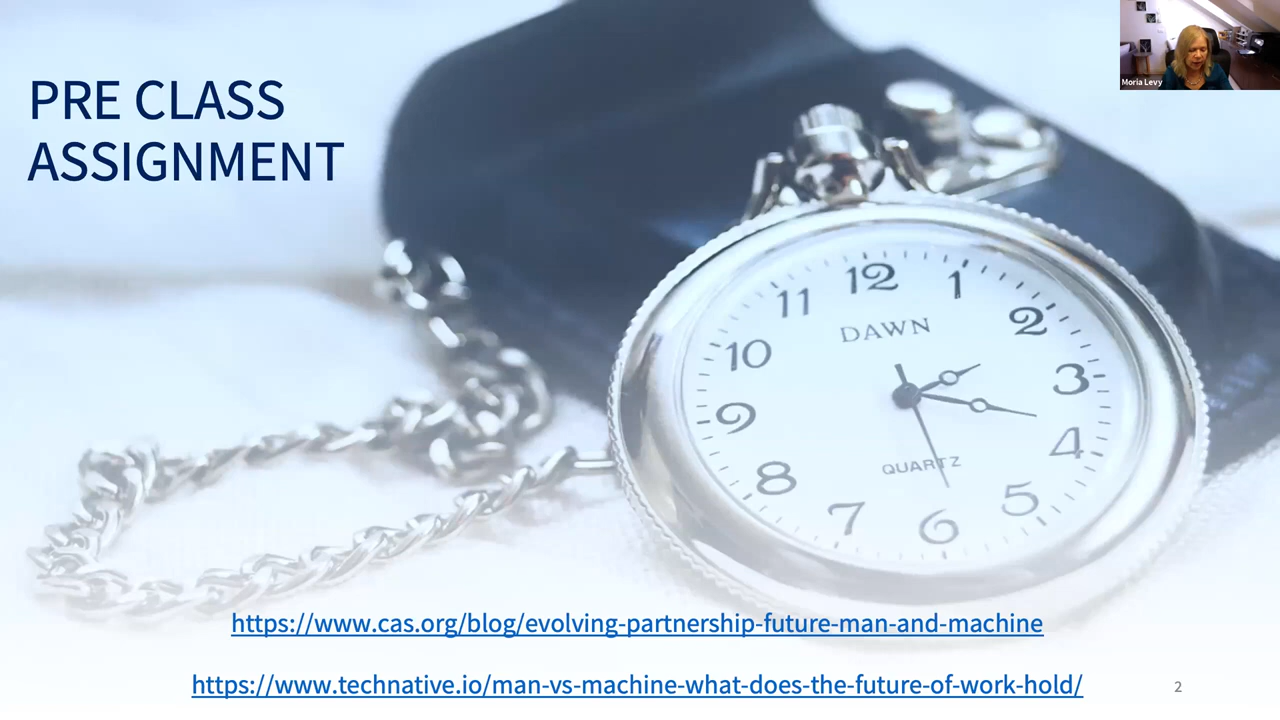 PRE CLASS
ASSIGNMENT
Moria Levy
12
1
11
2
DAWN
10
3
9
4
QUARTZ
8
5
7
6
https://www.cas.org/blog/evolving-partnership-future-man-and-machine
https://www.technative.io/man-vs-machine-what-does-the-future-of-work-hold/
2